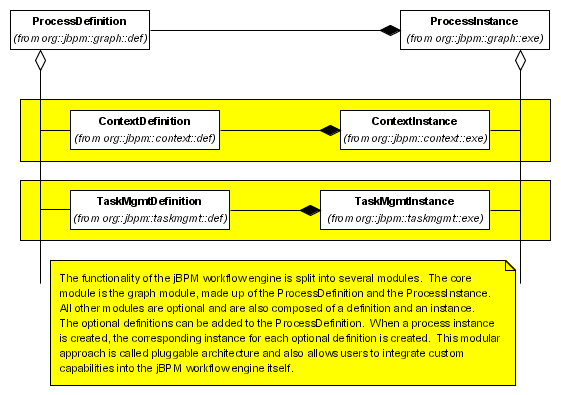 ProcessDefinition
(from org::jbpm::graph::def)
ProcessInstance
(from org::jbpm::graph::exe)
ContextDefinition
(from org::jbpm::context::def)
ContextInstance
(from org::jbpm::context::exe)
TaskMgmtDefinition
(from org::jbpm::taskmgmt::def)
TaskMgmtInstance
(from org::jbpm::taskmgmt::exe)
The functionality of the jBPM workflow engine is split into several modules. The core
module is the graph module, made up of the ProcessDefinition and the ProcessInstance.
All other modules are optional and are also composed of a definition and an instance.
The optional definitions can be added to the ProcessDefinition. When a process instance
is created, the corresponding instance for each optional definition is created. This modular
approach is called pluggable architecture and also allows users to integrate custom
capabilities into the jBPM workflow engine itself.